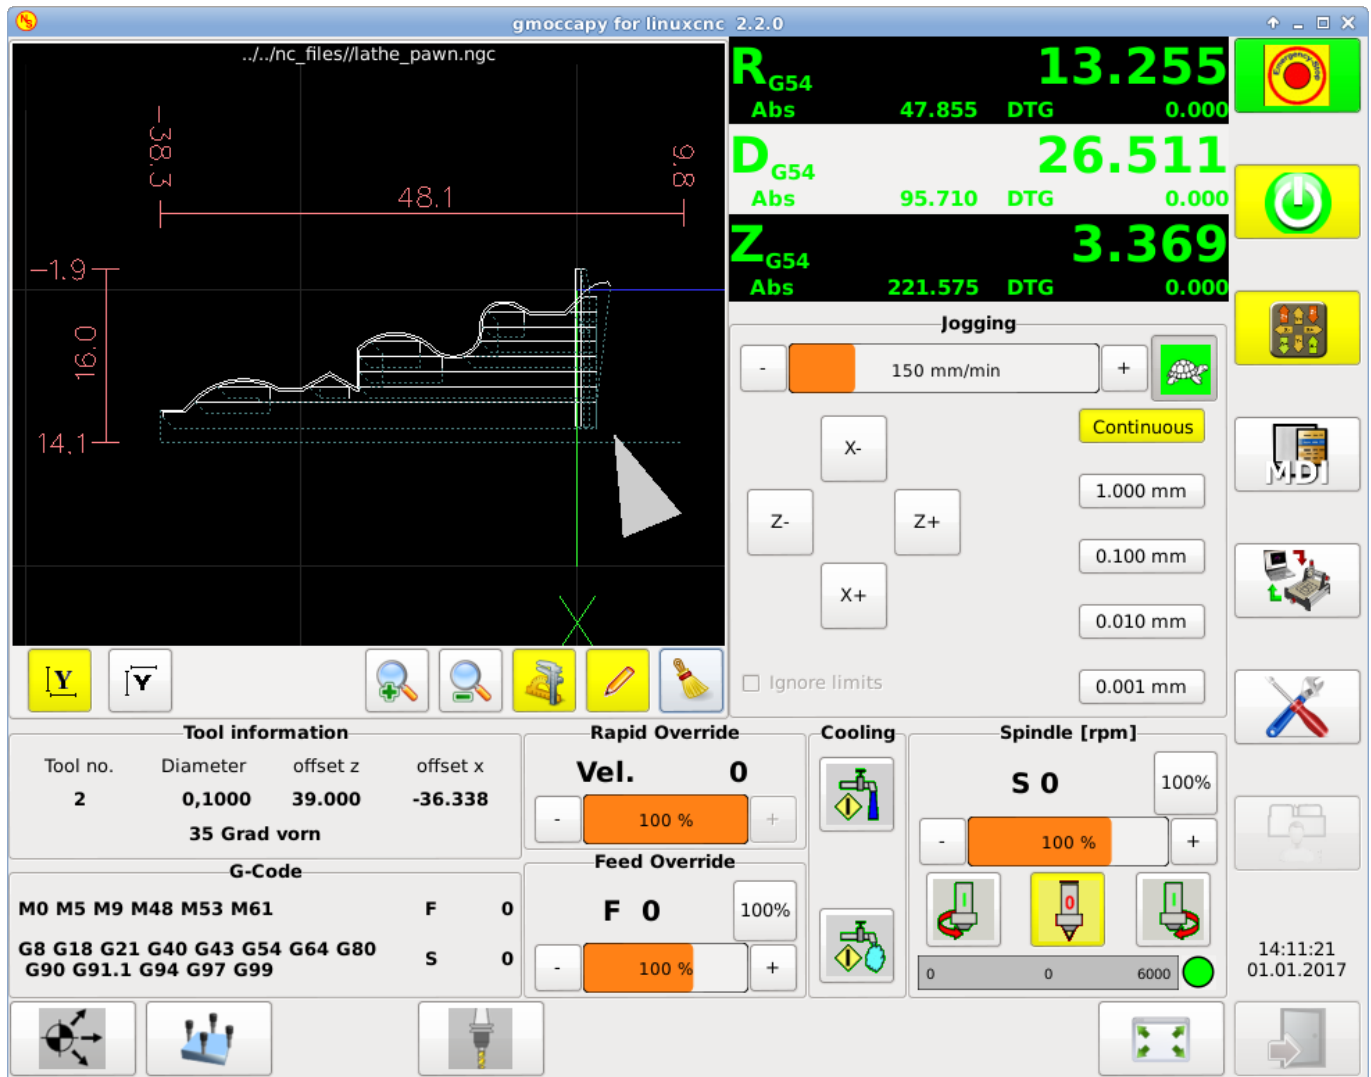 gmoccapy for linuxcnc 2.2.0
../../nc_files//lathe_pawn.ngc
-38.3
9.8
48.1
-1.9
16.0
14.1
X
R G54 13.255
Abs 47.855 DTG 0.000
D G54 26.511
Abs 95.710 DTG 0.000
Z G54 3.369
Abs 221.575 DTG 0.000
Emergency-Stop
Jogging
- 150 mm/min +
Continuous
X-
1.000 mm
Z- Z+
0.100 mm
X+
0.010 mm
Ignore limits
0.001 mm
MDI
Y Y
Tool information
Tool no. Diameter offset z offset x
2 0,1000 39.000 -36.338
35 Grad vorn
G-Code
M0 M5 M9 M48 M53 M61 F 0
G8 G18 G21 G40 G43 G54 G64 G80
G90 G91.1 G94 G97 G99
S 0
Rapid Override
Vel. 0
- 100 % +
Feed Override
F 0 100%
- 100 % +
Cooling
Spindle [rpm]
S 0 100%
- 100 % +
I 0 I
0 0 6000
14:11:21
01.01.2017